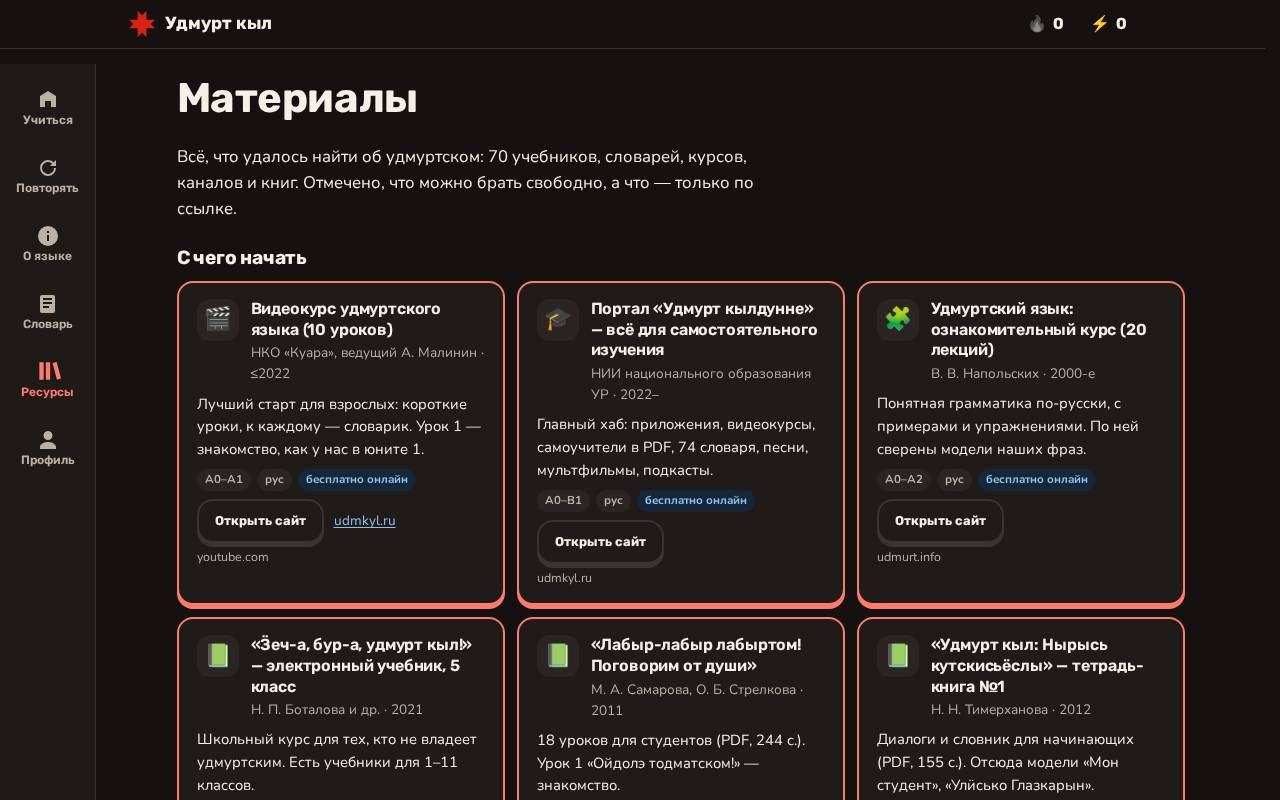 Удмурт кыл
0
0
Учиться
Повторять
О языке
Словарь
Ресурсы
Профиль
Материалы
Всё, что удалось найти об удмуртском: 70 учебников, словарей, курсов,
каналов и книг. Отмечено, что можно брать свободно, а что — только по
ссылке.
С чего начать
Видеокурс удмуртского
языка (10 уроков)
НКО «Куара», ведущий А. Малинин ·
≤2022
Лучший старт для взрослых: короткие
уроки, к каждому — словарик. Урок 1 —
знакомство, как у нас в юните 1.
A0–A1
рус
бесплатно онлайн
Открыть сайт
udmkyl.ru
youtube.com
Портал «Удмурт кылдунне»
— всё для самостоятельного
изучения
НИИ национального образования
УР · 2022–
Главный хаб: приложения, видеокурсы,
самоучители в PDF, 74 словаря, песни,
мультфильмы, подкасты.
A0–B1
рус
бесплатно онлайн
Открыть сайт
udmkyl.ru
Удмуртский язык:
ознакомительный курс (20
лекций)
В. В. Напольских · 2000-е
Понятная грамматика по-русски, с
примерами и упражнениями. По ней
сверены модели наших фраз.
A0–A2
рус
бесплатно онлайн
Открыть сайт
udmurt.info
«Ӟеч-а, бур-а, удмурт кыл!»
— электронный учебник, 5
класс
Н. П. Боталова и др. · 2021
Школьный курс для тех, кто не владеет
удмуртским. Есть учебники для 1–11
классов.
«Лабыр-лабыр лабыртом!
Поговорим от души»
М. А. Самарова, О. Б. Стрелкова ·
2011
18 уроков для студентов (PDF, 244 с.).
Урок 1 «Ойдолэ тодматском!» —
знакомство.
«Удмурт кыл: Нырысь
кутскисьёслы» — тетрадь-
книга №1
Н. Н. Тимерханова · 2012
Диалоги и словник для начинающих
(PDF, 155 с.). Отсюда модели «Мон
студент», «Улӥсько Глазкарын».